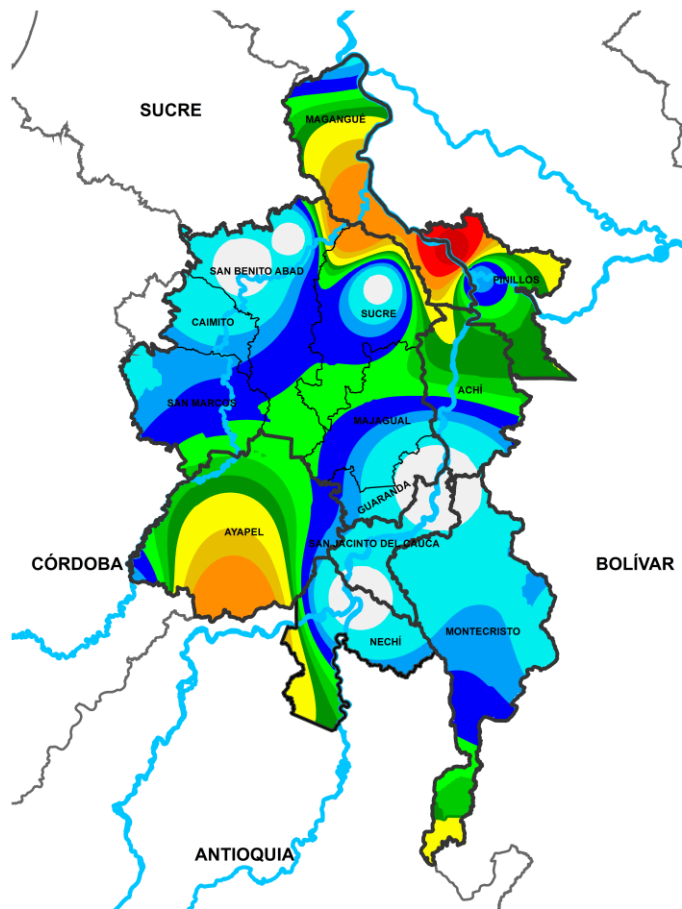 SUCRE
MAGANGUÉ
SAN BENITO ABAD
PINILLOS
SUCRE
CAIMITO
ACHÍ
SAN MARCOS
MAJAGUAL
GUARANDA
AYAPEL
SAN JACINTO DEL CAUCA
CÓRDOBA
BOLÍVAR
NECHÍ
MONTECRISTO
ANTIOQUIA